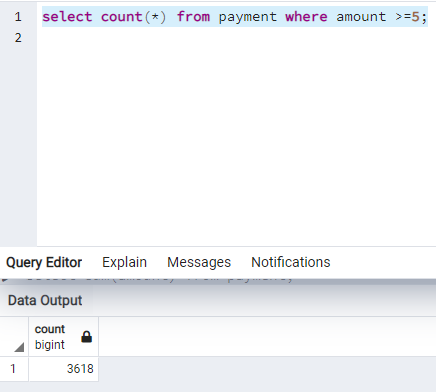 1 select count(*) from payment where amount >=5;
2
Query Editor Explain Messages Notifications
Data Output
count
bigint
1 3618